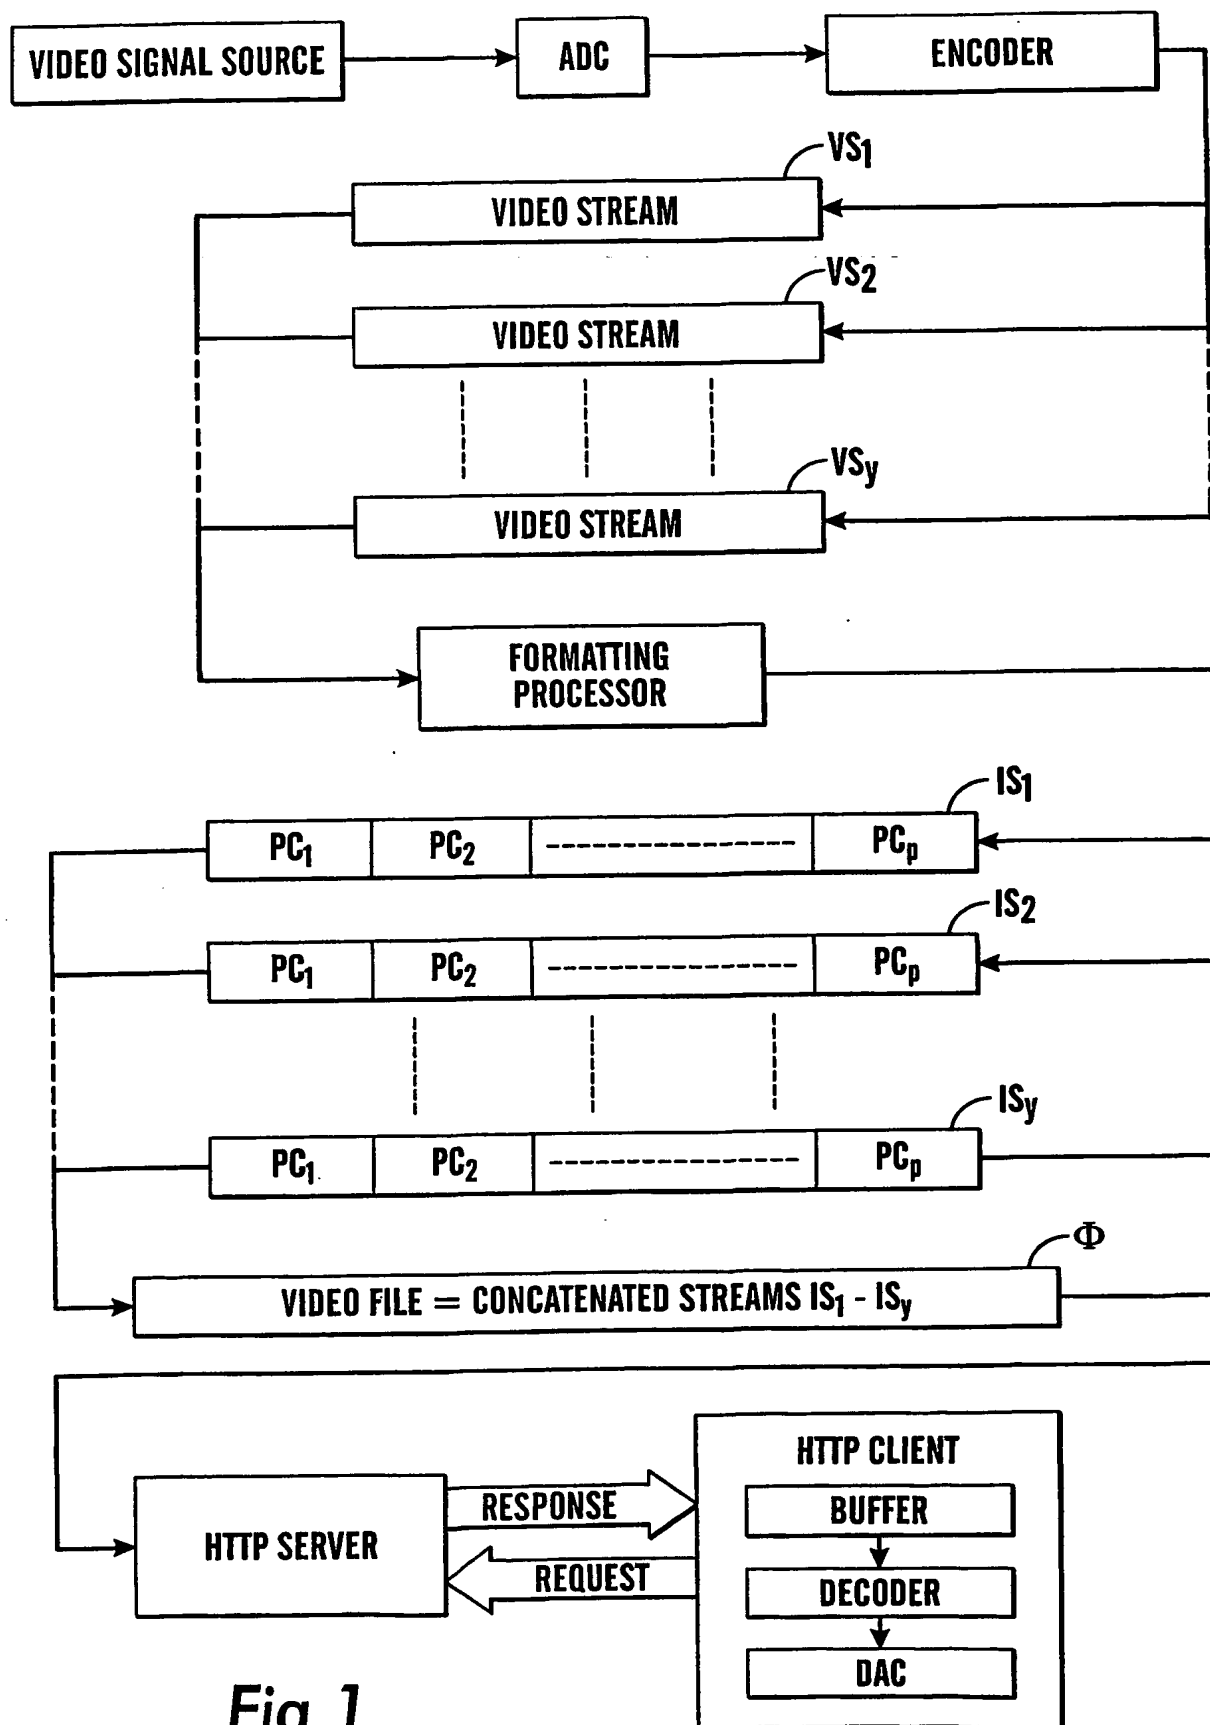 VIDEO SIGNAL SOURCE
ADC
ENCODER
VS1
VIDEO STREAM
VS2
VIDEO STREAM
VSy
VIDEO STREAM
FORMATTING
PROCESSOR
IS1
PC1 PC2 PCp
IS2
PC1 PC2 PCp
ISy
PC1 PC2 PCp
Φ
VIDEO FILE = CONCATENATED STREAMS IS1 - ISy
HTTP CLIENT
BUFFER
RESPONSE
HTTP SERVER
REQUEST
DECODER
DAC
Fig. 1